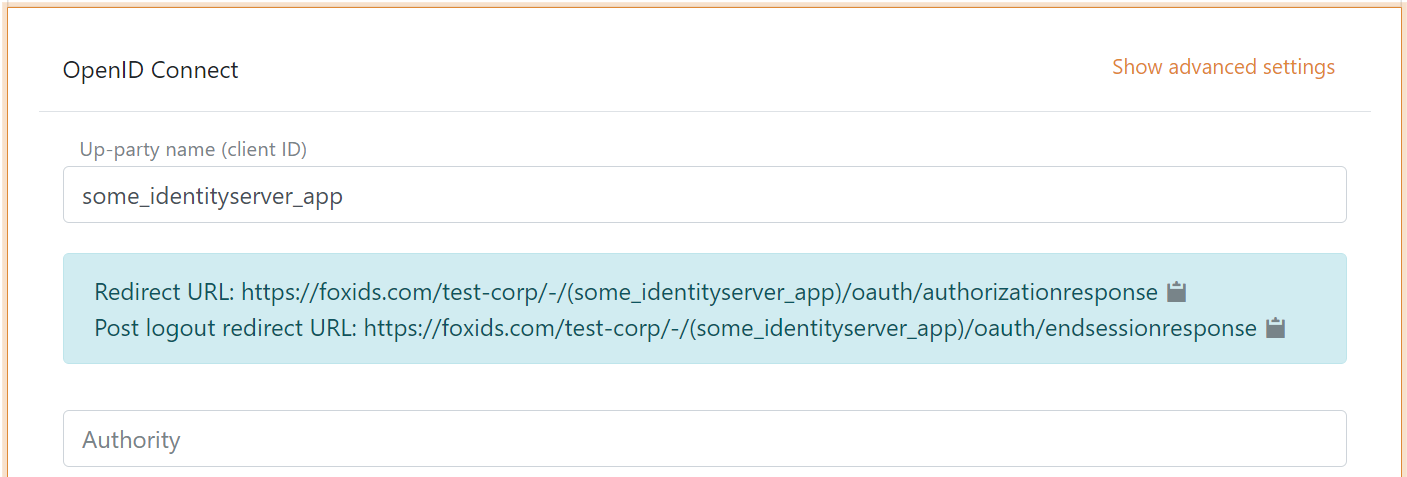 OpenID Connect
Show advanced settings
Up-party name (client ID)
some_identityserver_app
Redirect URL: https://foxids.com/test-corp/-/(some_identityserver_app)/oauth/authorizationresponse
Post logout redirect URL: https://foxids.com/test-corp/-/(some_identityserver_app)/oauth/endsessionresponse
Authority